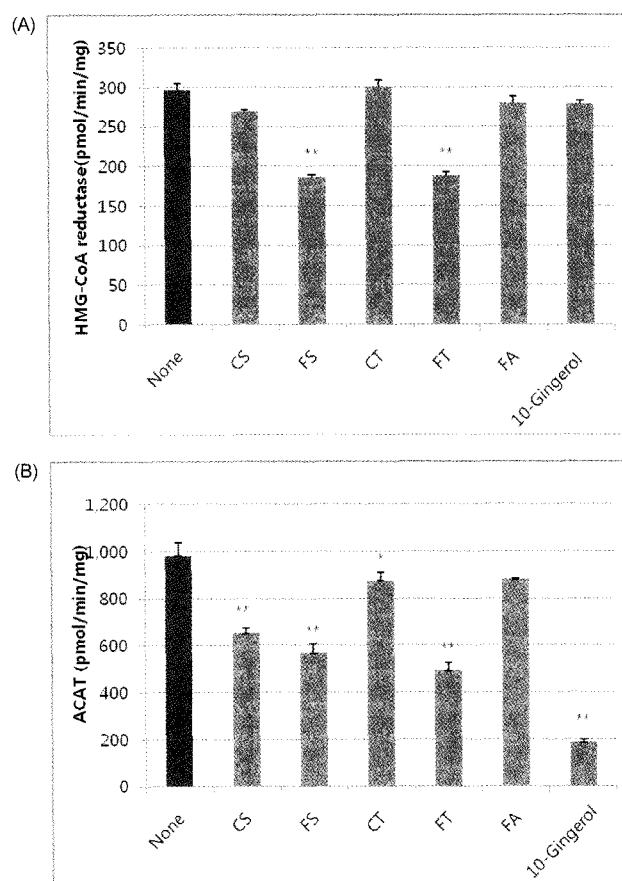 (A)
HMG-CoA reductase(pmol/min/mg)
350
300
250
200
150
100
50
0
**
**
None
CS
FS
CT
FT
FA
10-Gingerol
(B)
ACAT (pmol/min/mg)
1,200
1,000
800
600
400
200
0
**
**
*
**
**
None
CS
FS
CT
FT
FA
10-Gingerol